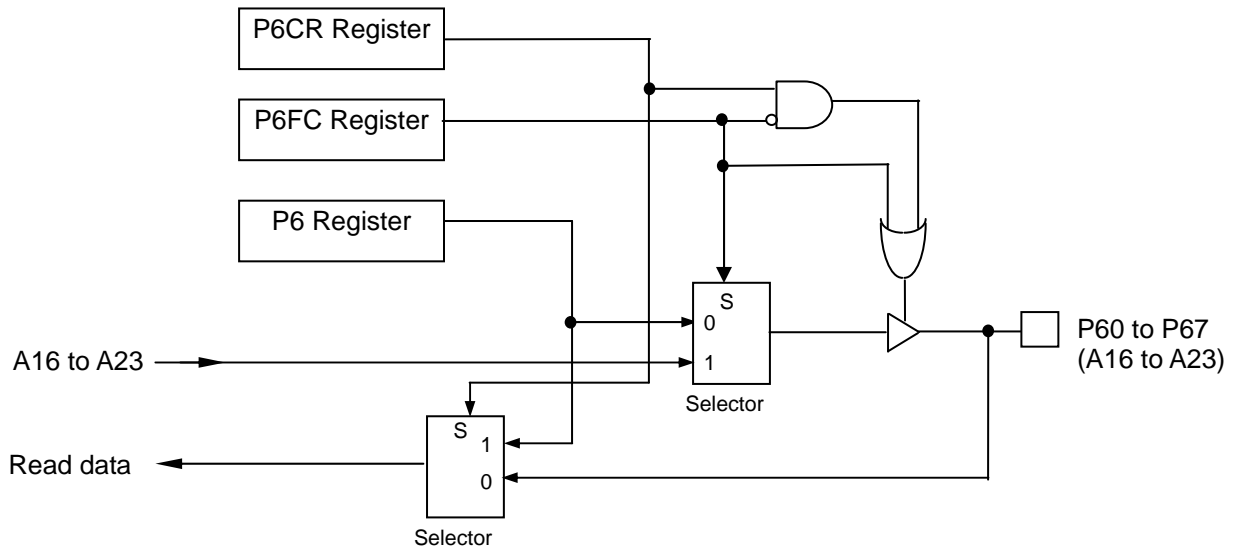 P6CR Register
P6FC Register
P6 Register
S
0
1
Selector
A16 to A23
P60 to P67
(A16 to A23)
S
1
0
Selector
Read data